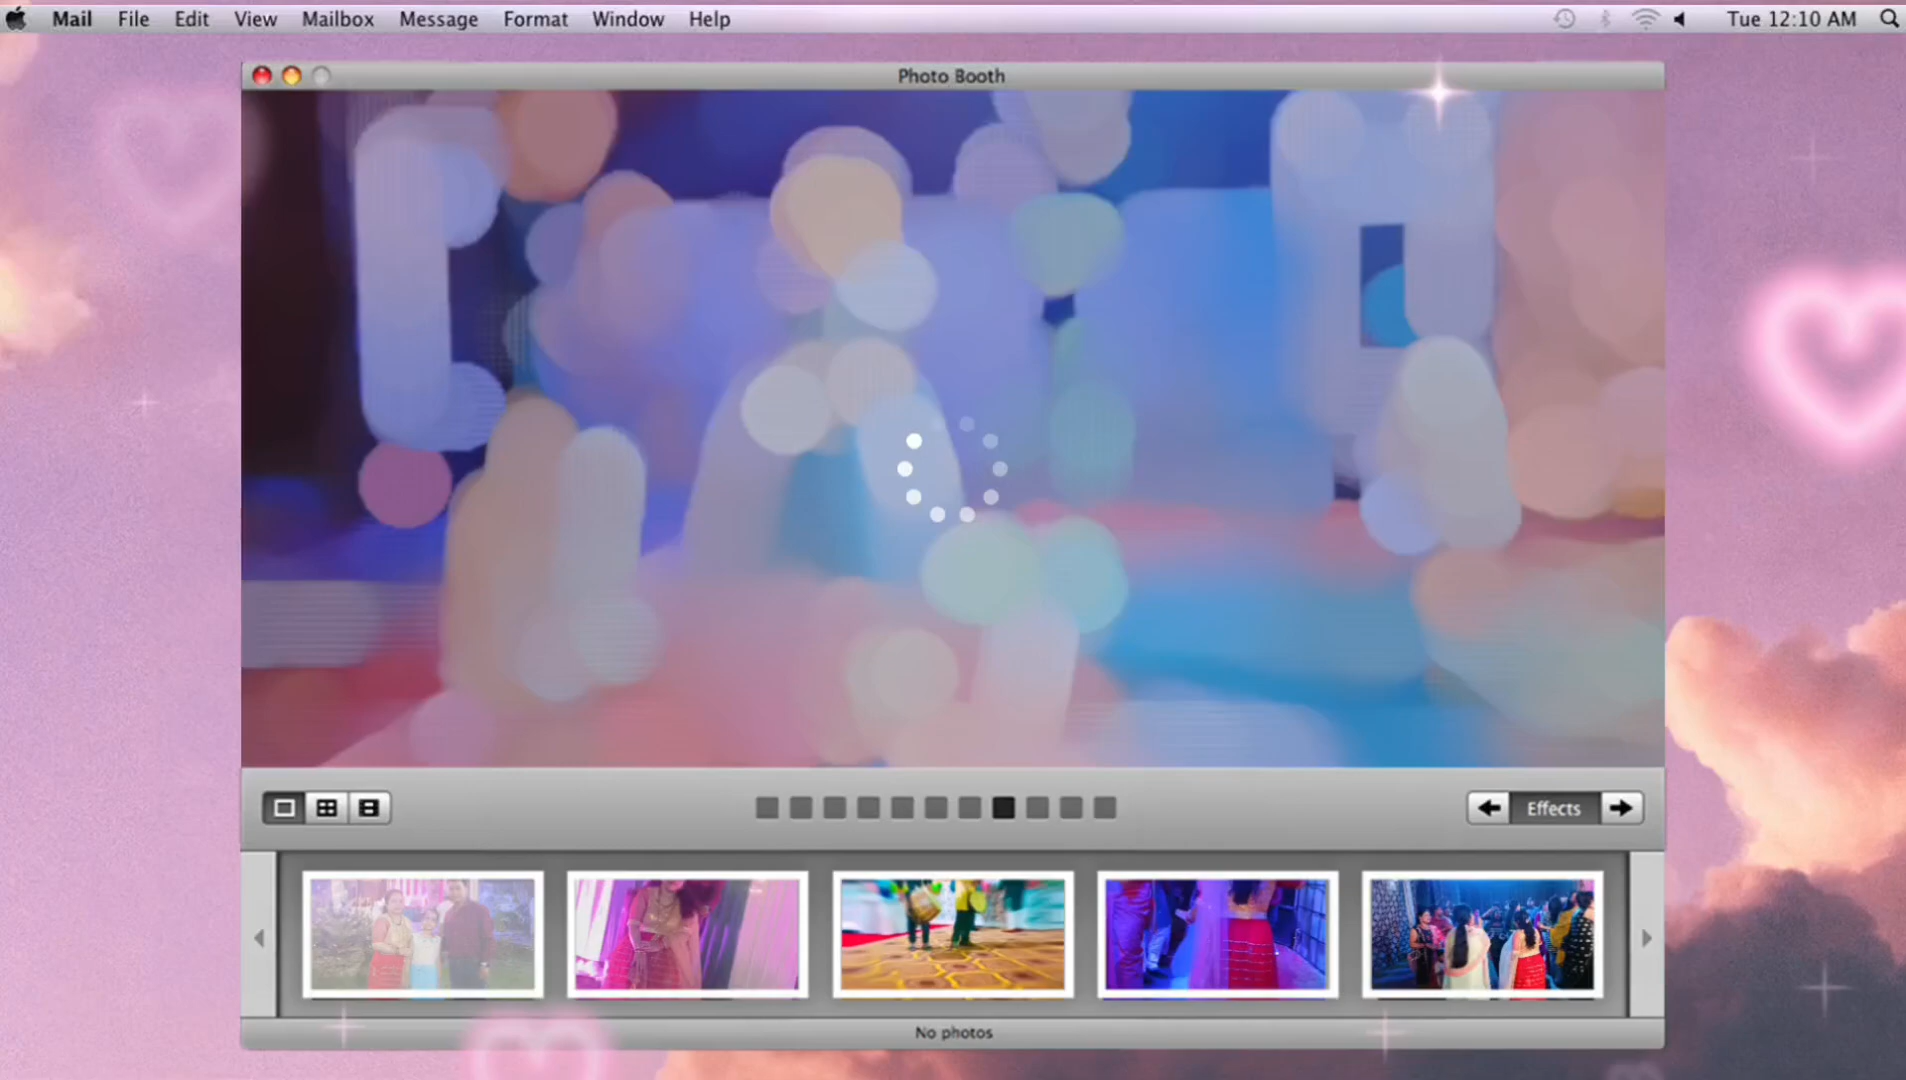 Mail File Edit View Mailbox Message Format Window Help Tue 12:10 AM
Photo Booth
Effects
No photos